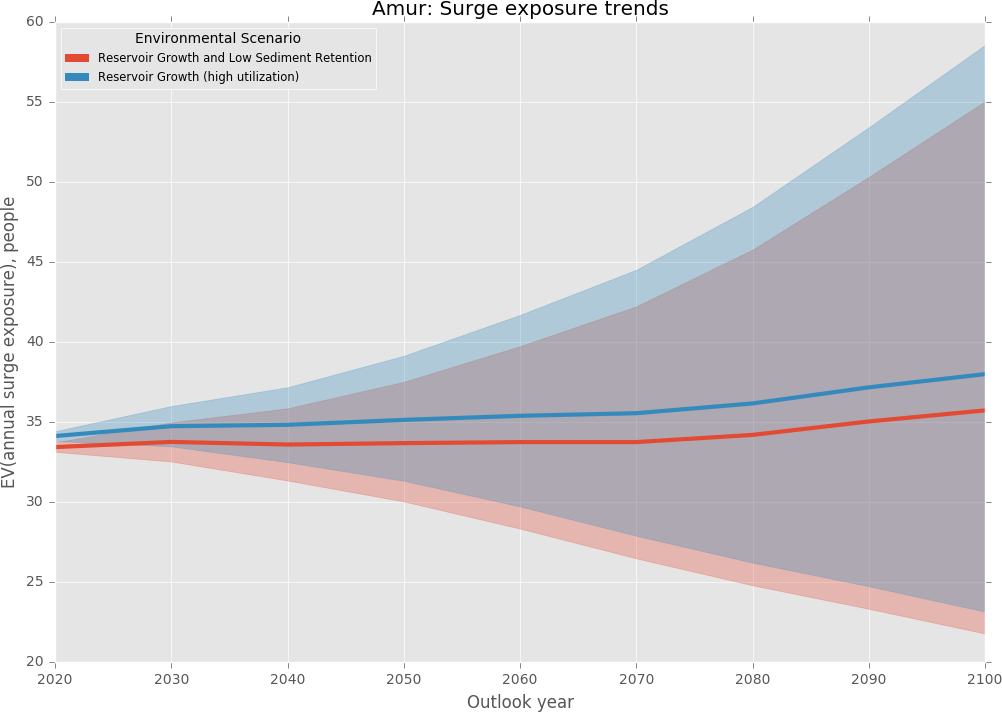 Amur: Surge exposure trends
Environmental Scenario
Reservoir Growth and Low Sediment Retention
Reservoir Growth (high utilization)
EV(annual surge exposure), people
60
55
50
45
40
35
30
25
20
2020 2030 2040 2050 2060 2070 2080 2090 2100
Outlook year